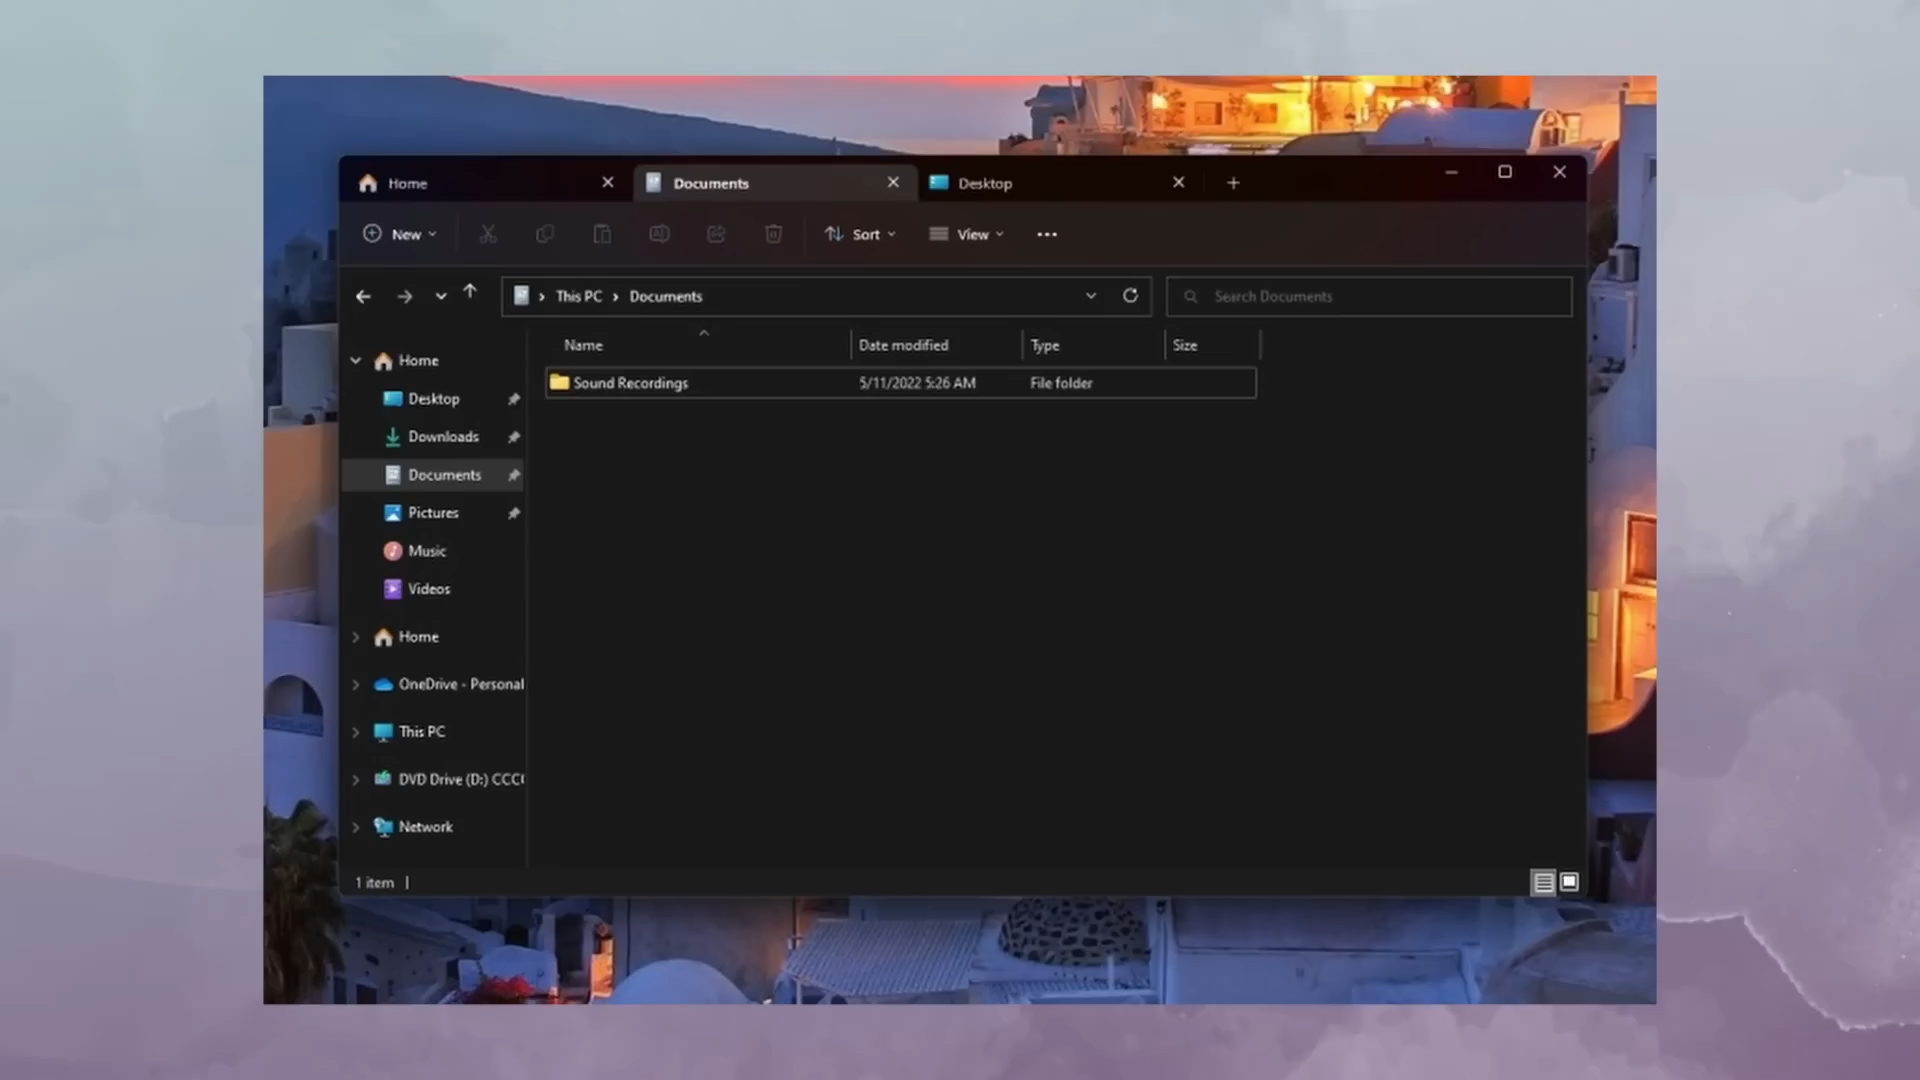 Home
Documents
Desktop
New
Sort
View
This PC > Documents
Search Documents
Name Date modified Type Size
Sound Recordings 5/11/2022 5:26 AM File folder
Home
Desktop
Downloads
Documents
Pictures
Music
Videos
Home
OneDrive - Personal
This PC
DVD Drive (D:)
Network
1 item